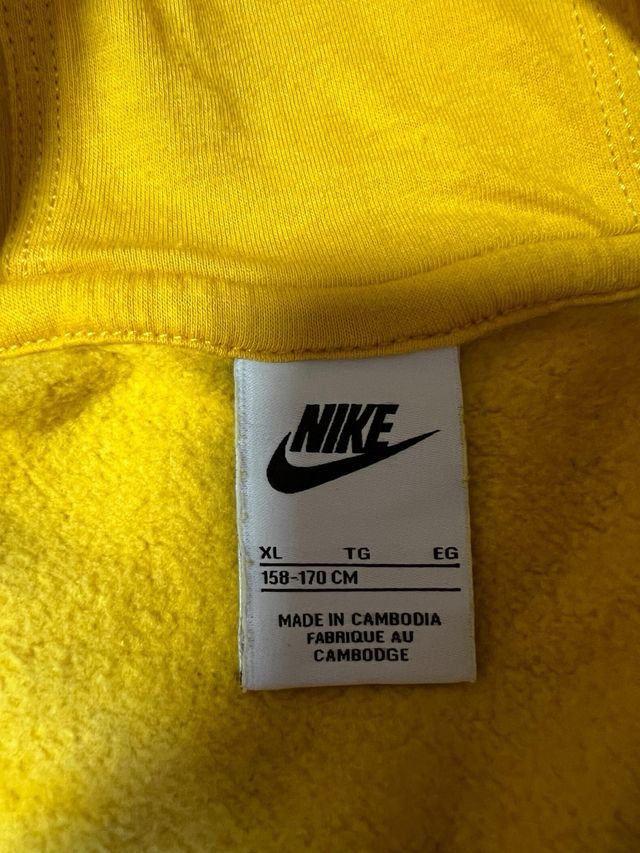 NIKE
XL TG EG
158-170 CM
MADE IN CAMBODIA
FABRIQUE AU
CAMBODGE